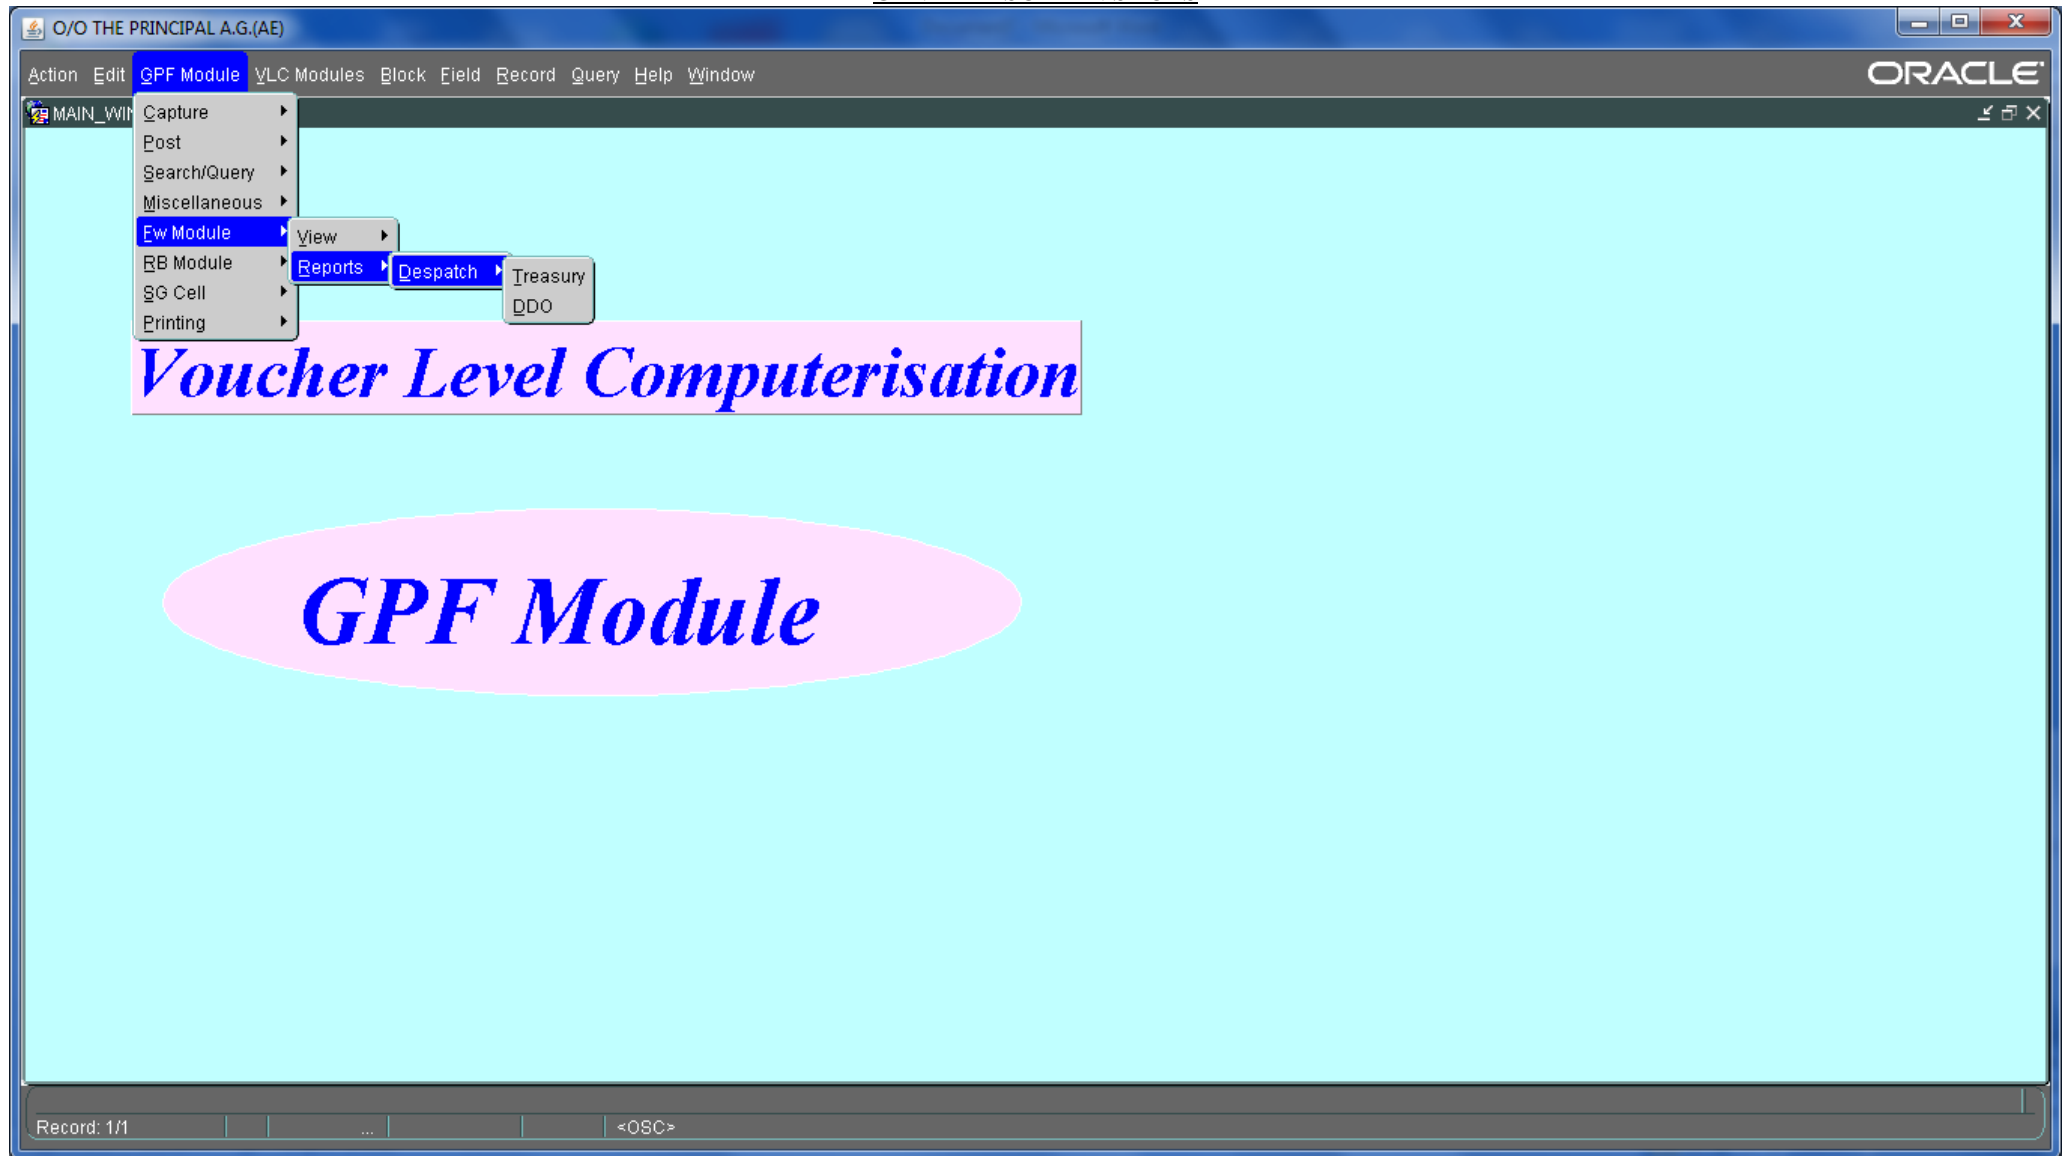 O/O THE PRINCIPAL A.G.(AE)
Action Edit GPF Module VLC Modules Block Field Record Query Help Window
ORACLE
MAIN_WIN
Capture
Post
Search/Query
Miscellaneous
Fw Module
RB Module
SG Cell
Printing
View
Reports
Despatch
Treasury
DDO
Voucher Level Computerisation
GPF Module
Record: 1/1 ... <OSC>